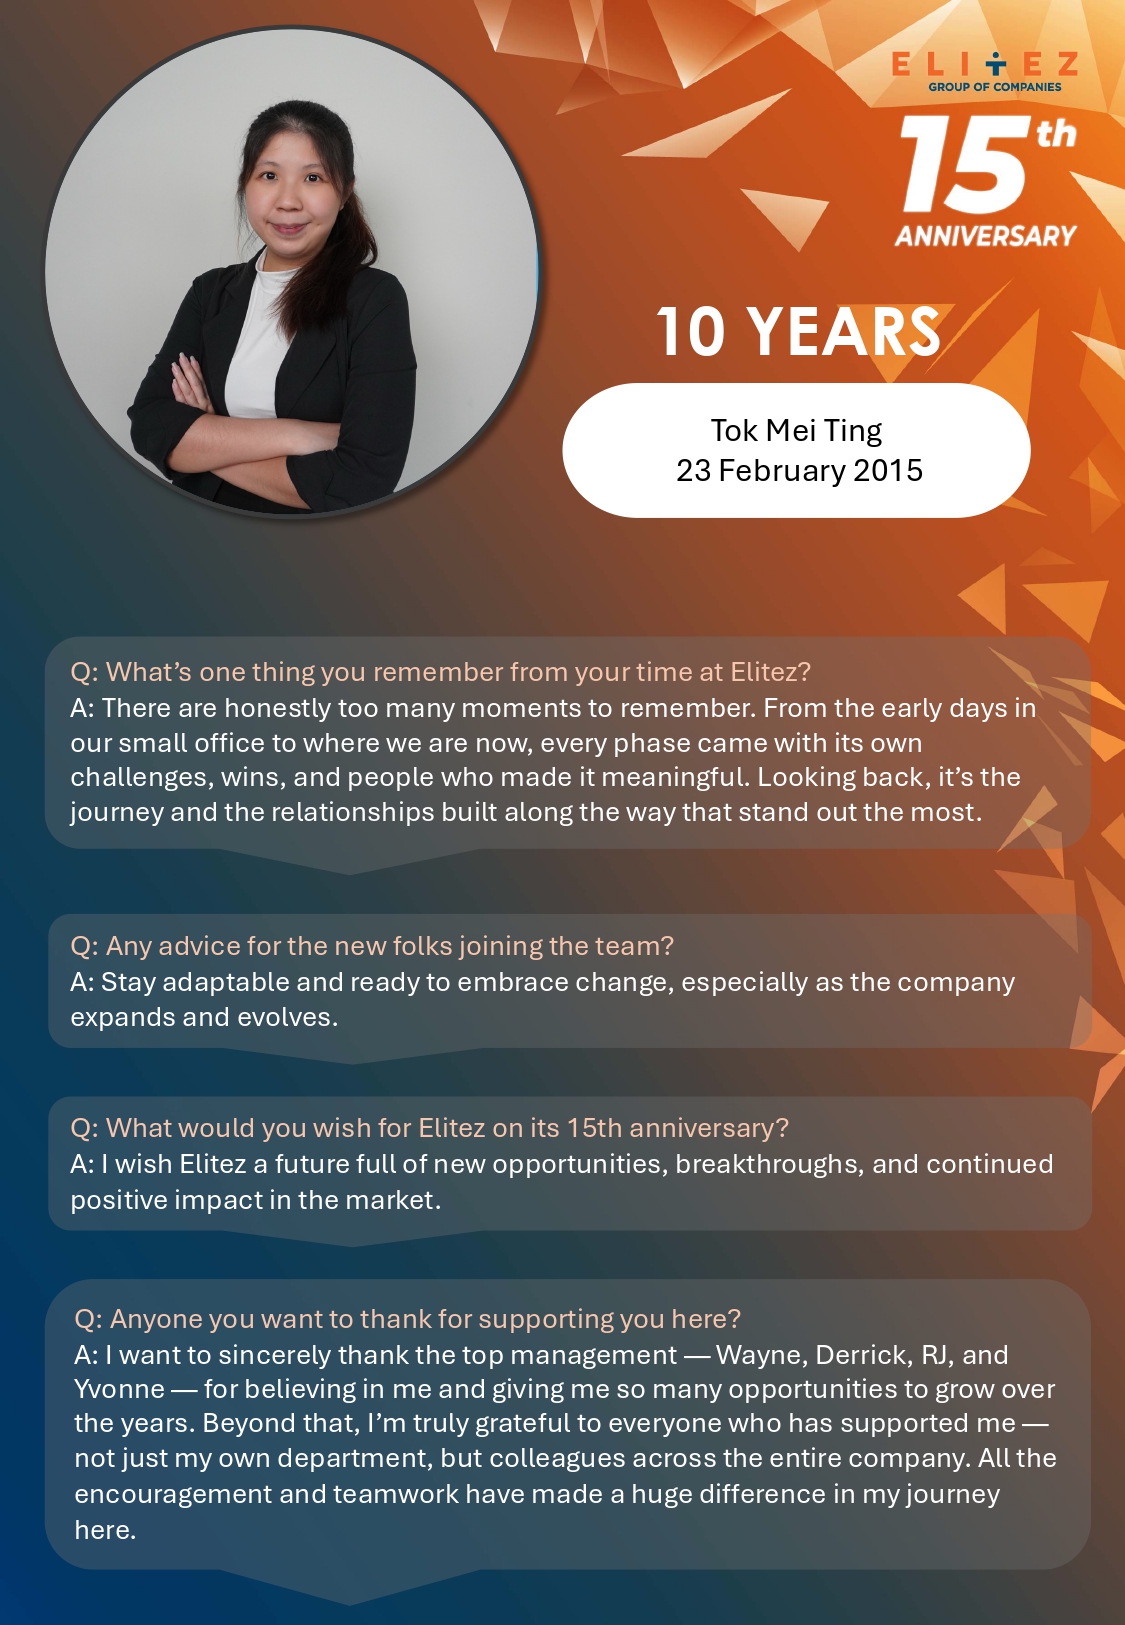 ELITEZ
GROUP OF COMPANIES
15th
ANNIVERSARY
10 YEARS
Tok Mei Ting
23 February 2015
Q: What’s one thing you remember from your time at Elitez?
A: There are honestly too many moments to remember. From the early days in
our small office to where we are now, every phase came with its own
challenges, wins, and people who made it meaningful. Looking back, it’s the
journey and the relationships built along the way that stand out the most.
Q: Any advice for the new folks joining the team?
A: Stay adaptable and ready to embrace change, especially as the company
expands and evolves.
Q: What would you wish for Elitez on its 15th anniversary?
A: I wish Elitez a future full of new opportunities, breakthroughs, and continued
positive impact in the market.
Q: Anyone you want to thank for supporting you here?
A: I want to sincerely thank the top management — Wayne, Derrick, RJ, and
Yvonne — for believing in me and giving me so many opportunities to grow over
the years. Beyond that, I’m truly grateful to everyone who has supported me —
not just my own department, but colleagues across the entire company. All the
encouragement and teamwork have made a huge difference in my journey
here.